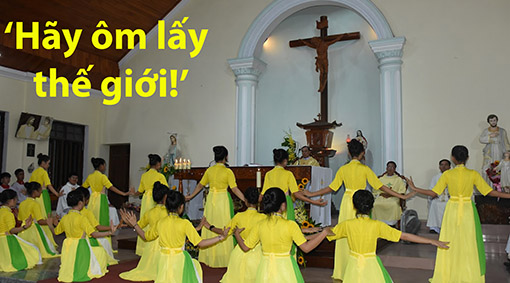 ‘Hãy ôm lấy
thế giới!’